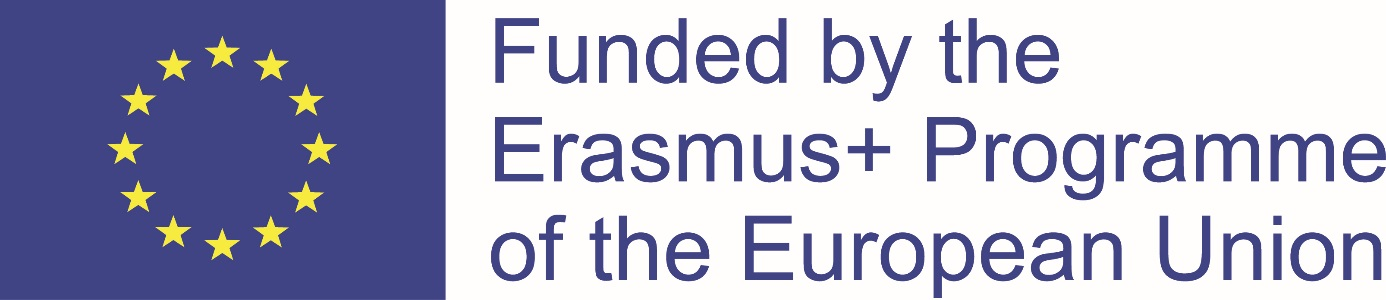 Funded by the
Erasmus+ Programme
of the European Union